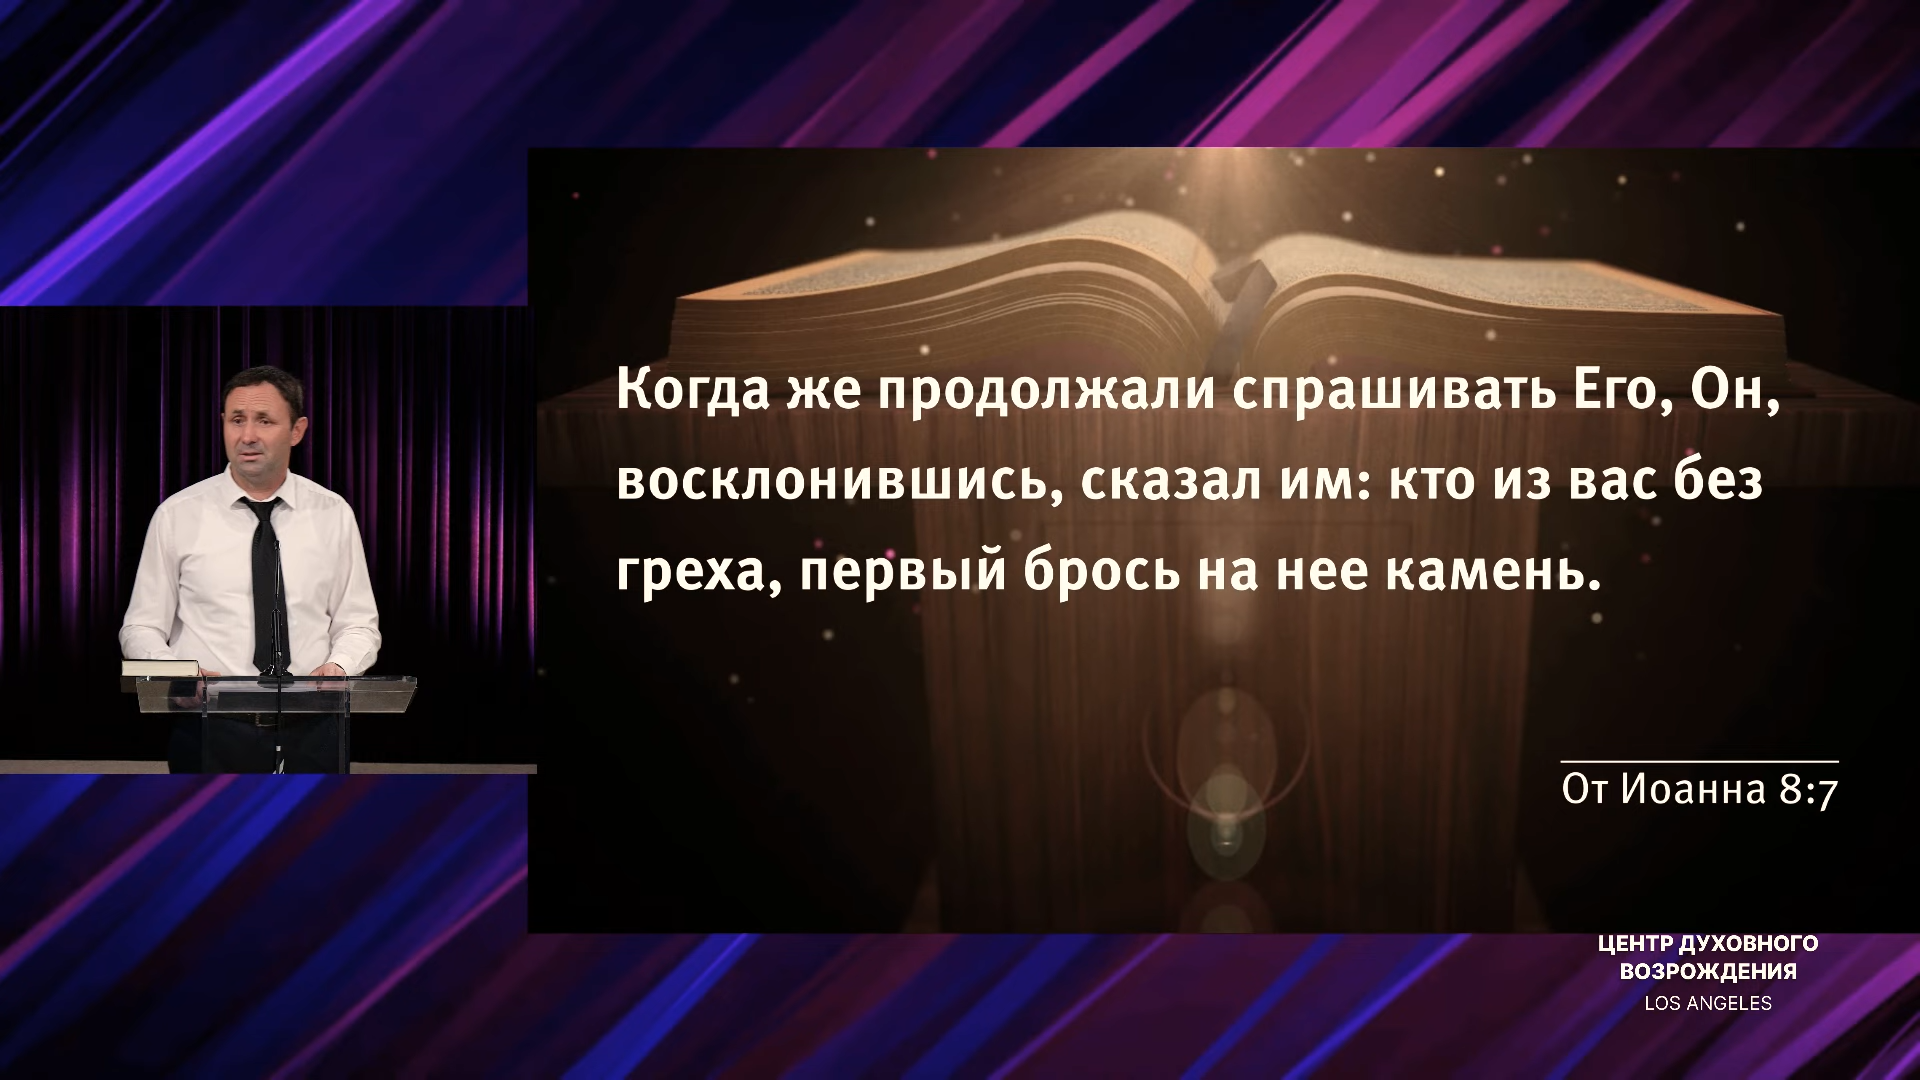 Когда же продолжали спрашивать Его, Он,
восклонившись, сказал им: кто из вас без
греха, первый брось на нее камень.
От Иоанна 8:7
ЦЕНТР ДУХОВНОГО
ВОЗРОЖДЕНИЯ
LOS ANGELES